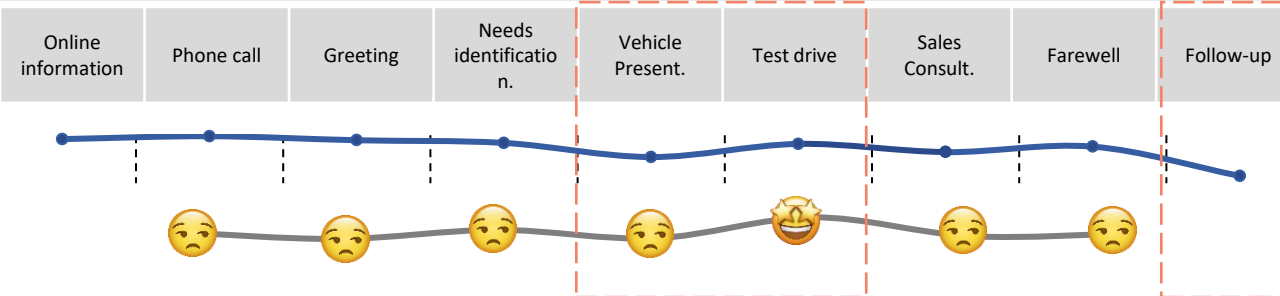 Online
information
Phone call
Greeting
Needs
identificatio
n.
Vehicle
Present.
Test drive
Sales
Consult.
Farewell
Follow-up